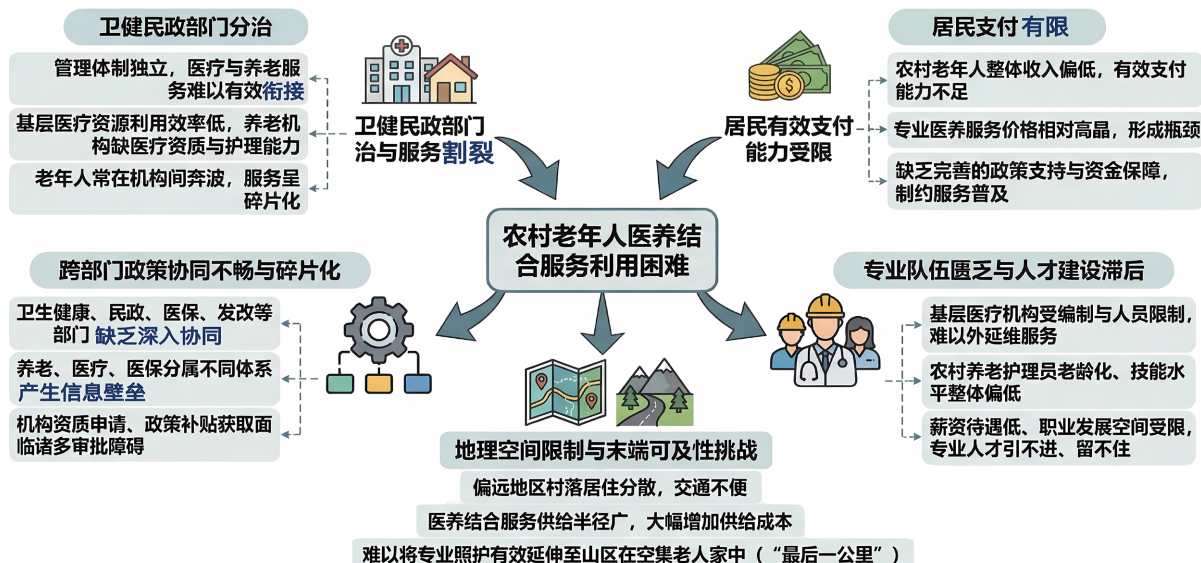 卫健民政部门分治
管理体制独立，医疗与养老服
务难以有效衔接
基层医疗资源利用效率低，养老机
构缺医疗资质与护理能力
老年人常在机构间奔波，服务呈
碎片化
卫健民政部门
治与服务割裂
居民支付有限
农村老年人整体收入偏低，有效支付
能力不足
专业医养服务价格相对高晶，形成瓶颈
缺乏完善的政策支持与资金保障，
制约服务普及
居民有效支付
能力受限
农村老年人医养结
合服务利用困难
跨部门政策协同不畅与碎片化
卫生健康、民政、医保、发改等
部门 缺乏深入协同
养老、医疗、医保分属不同体系
产生信息壁垒
机构资质申请、政策补贴获取面
临诸多审批障碍
地理空间限制与末端可及性挑战
偏远地区村落居住分散，交通不便
医养结合服务供给半径广，大幅增加供给成本
难以将专业照护有效延伸至山区在空集老人家中（“最后一公里”）
专业队伍匮乏与人才建设滞后
基层医疗机构受编制与人员限制，
难以外延维服务
农村养老护理员老龄化、技能水
平整体偏低
薪资待遇低、职业发展空间受限，
专业人才引不进、留不住